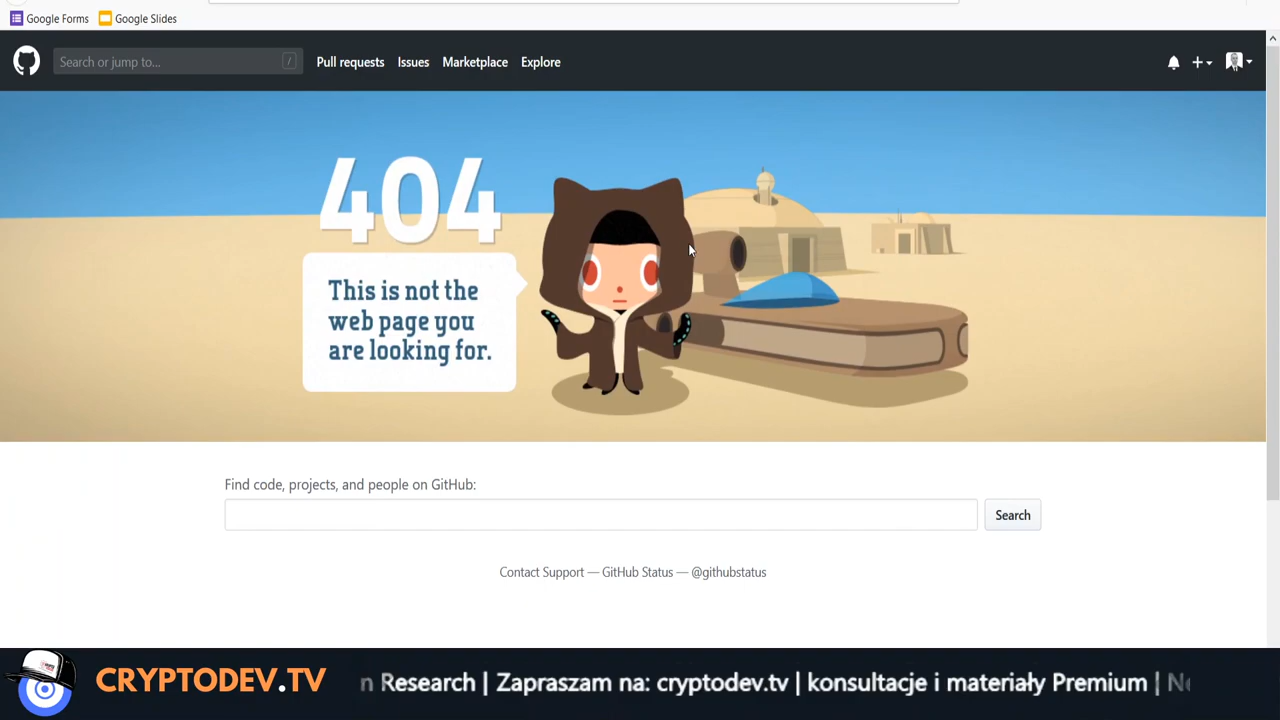 Google Forms Google Slides
Search or jump to... / Pull requests Issues Marketplace Explore
404
This is not the
web page you
are looking for.
Find code, projects, and people on GitHub:
Search
Contact Support — GitHub Status — @githubstatus
CRYPTODEV.TV n Research | Zapraszam na: cryptodev.tv | konsultacje i materiały Premium |